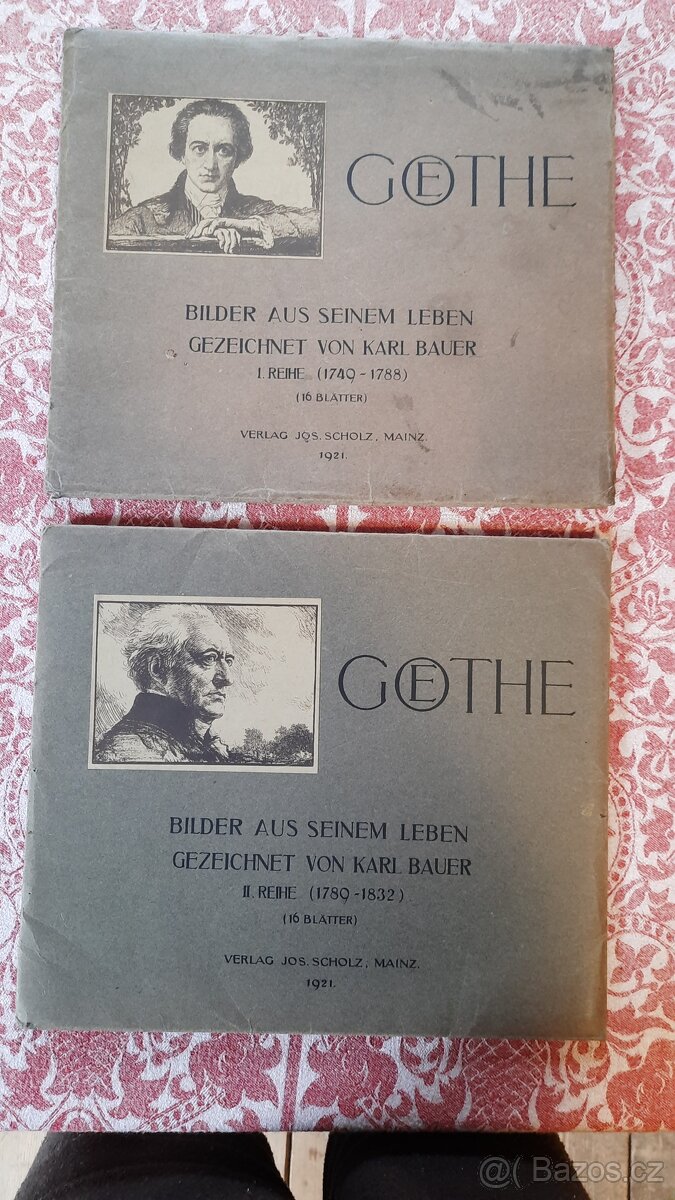 GOETHE
BILDER AUS SEINEM LEBEN
GEZEICHNET VON KARL BAUER
I. REIHE (1749-1788)
(16 BLÄTTER)
VERLAG JOS. SCHOLZ, MAINZ.
1921.
GOETHE
BILDER AUS SEINEM LEBEN
GEZEICHNET VON KARL BAUER
II. REIHE (1789-1832)
(16 BLÄTTER)
VERLAG JOS. SCHOLZ, MAINZ.
1921.
@( Bazos.cz